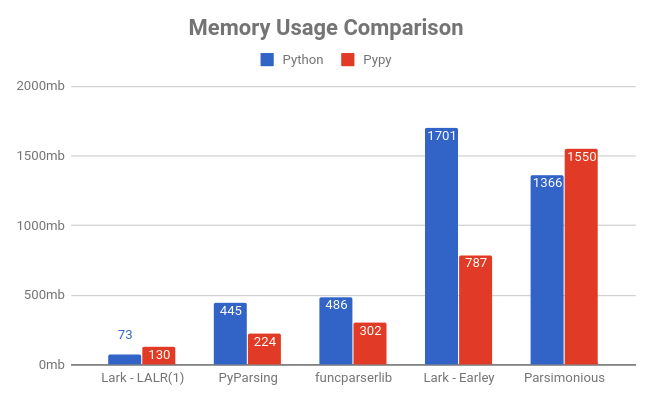 Memory Usage Comparison
Python Pypy
2000mb
1500mb
1000mb
500mb
0mb
73 130 445 224 486 302 1701 787 1366 1550
Lark - LALR(1) PyParsing funcparserlib Lark - Earley Parsimonious